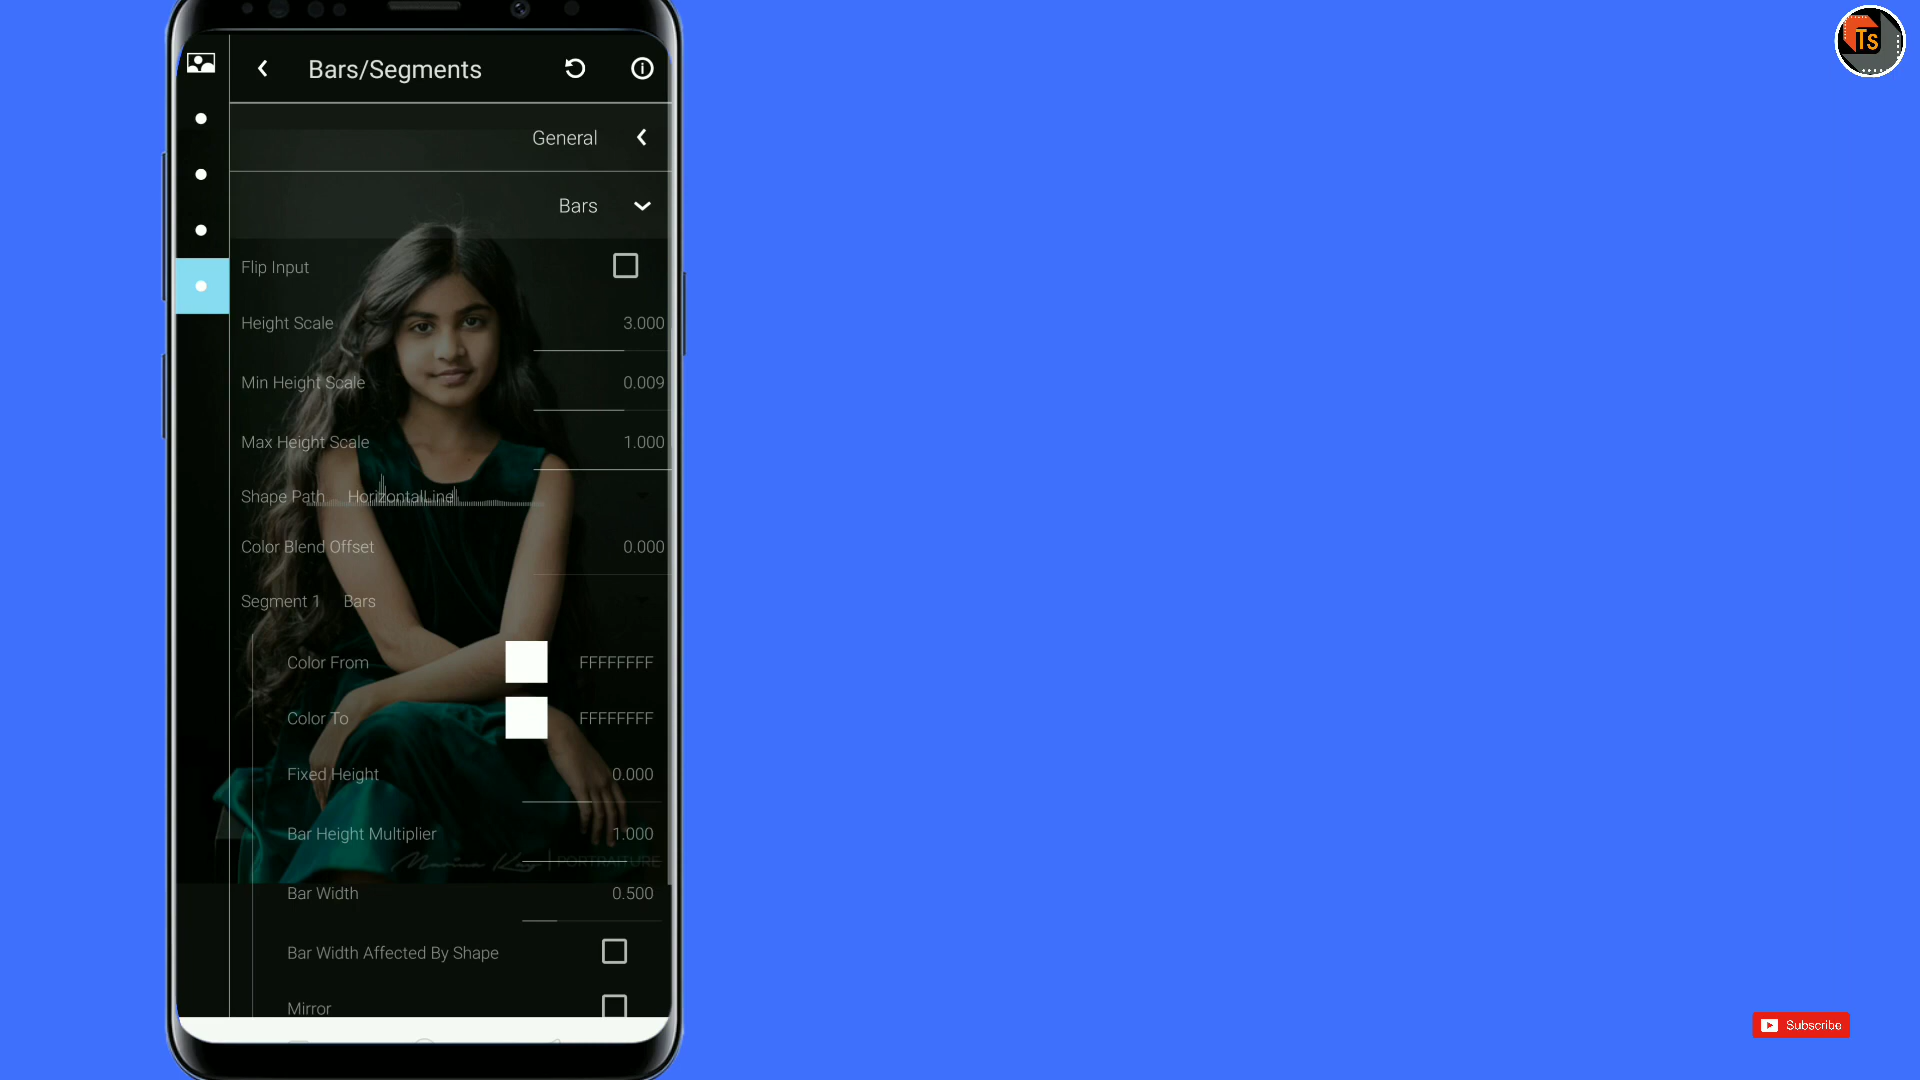 Ts
Bars/Segments
General
Bars
Flip Input
Height Scale 3.000
Min Height Scale 0.009
Max Height Scale 1.000
Shape Path HorizontalLine
Color Blend Offset 0.000
Segment 1 Bars
Color From FFFFFFFF
Color To FFFFFFFF
Fixed Height 0.000
Bar Height Multiplier 1.000
Marina Kay PORTRAITURE
Bar Width 0.500
Bar Width Affected By Shape
Mirror
Subscribe